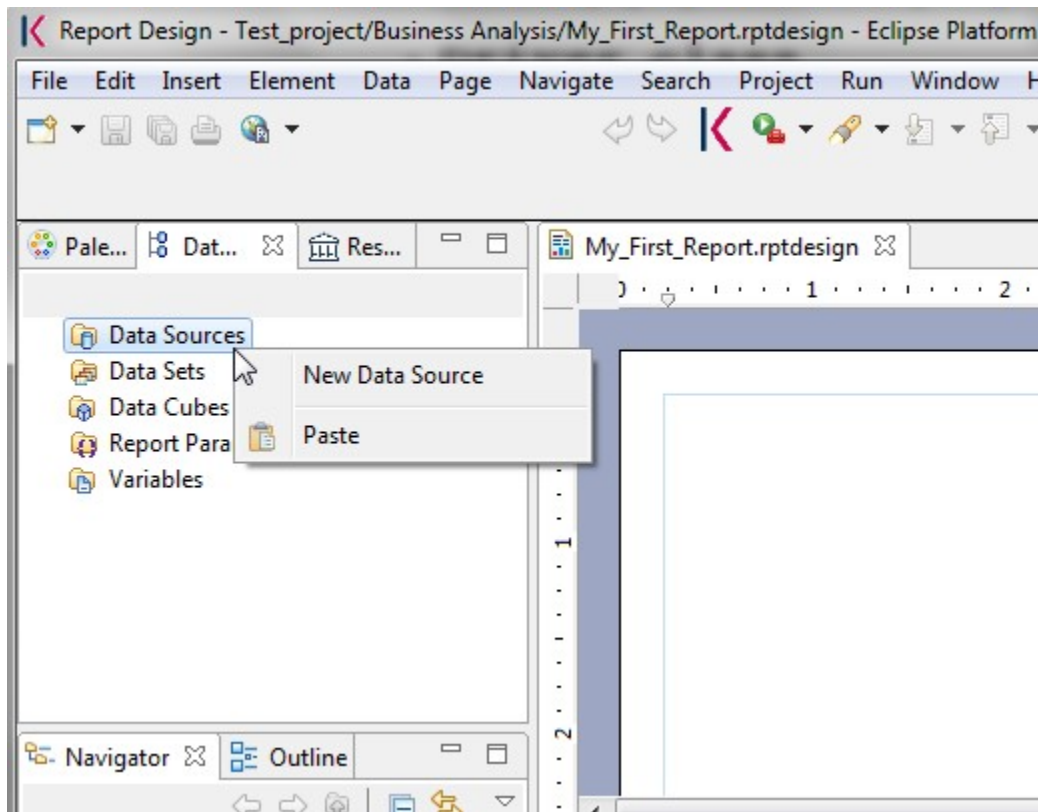 Report Design - Test_project/Business Analysis/My_First_Report.rptdesign - Eclipse Platform
File Edit Insert Element Data Page Navigate Search Project Run Window H
Pale... Dat... Res...
My_First_Report.rptdesign
1 2
Data Sources
Data Sets
Data Cubes
Report Para
Variables
New Data Source
Paste
1
2
Navigator Outline